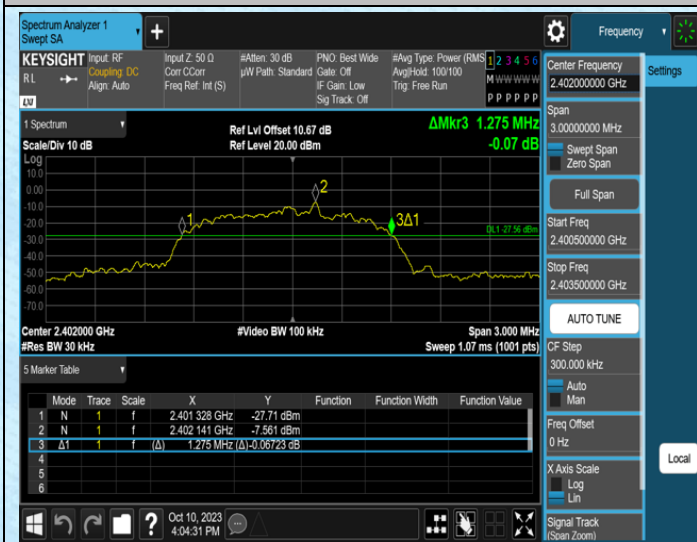 Spectrum Analyzer 1
Swept SA
Frequency
KEYSIGHT
RL
LXI
Input: RF
Coupling: DC
Align: Auto
Input Z: 50 Ω
Corr CCorr
Freq Ref: Int (S)
#Atten: 30 dB
µW Path: Standard
PNO: Best Wide
Gate: Off
IF Gain: Low
Sig Track: Off
#Avg Type: Power (RMS
Avg|Hold: 100/100
Trig: Free Run
1 2 3 4 5 6
M W W W W W
P P P P P P
1 Spectrum
Scale/Div 10 dB
Ref Lvl Offset 10.67 dB
Ref Level 20.00 dBm
ΔMkr3 1.275 MHz
-0.07 dB
Log
10.0
0.00
-10.0
-20.0
-30.0
-40.0
-50.0
-60.0
-70.0
1
2
3Δ1
DL1 -27.56 dBm
Center 2.402000 GHz
#Video BW 100 kHz
Span 3.000 MHz
#Res BW 30 kHz
Sweep 1.07 ms (1001 pts)
5 Marker Table
Mode Trace Scale X Y Function Function Width Function Value
1 N 1 f 2.401 328 GHz -27.71 dBm
2 N 1 f 2.402 141 GHz -7.561 dBm
3 Δ1 1 f (Δ) 1.275 MHz (Δ) -0.06723 dB
4
5
6
?
Oct 10, 2023
4:04:31 PM
Center Frequency
2.402000000 GHz
Span
3.00000000 MHz
Swept Span
Zero Span
Full Span
Start Freq
2.400500000 GHz
Stop Freq
2.403500000 GHz
AUTO TUNE
CF Step
300.000 kHz
Auto
Man
Freq Offset
0 Hz
X Axis Scale
Log
Lin
Signal Track
(Span Zoom)
Settings
Local